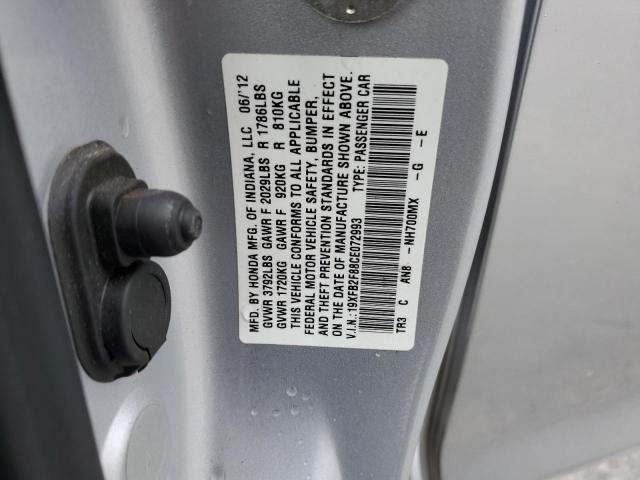 MFD. BY HONDA MFG. OF INDIANA, LLC 06/'12
GVWR 3792LBS GAWR F 2029LBS R 1786LBS
GVWR 1720KG GAWR F 920KG R 810KG
THIS VEHICLE CONFORMS TO ALL APPLICABLE
FEDERAL MOTOR VEHICLE SAFETY, BUMPER,
AND THEFT PREVENTION STANDARDS IN EFFECT
ON THE DATE OF MANUFACTURE SHOWN ABOVE.
V.I.N.:19XFB2F88CE072993 TYPE: PASSENGER CAR
TR3 C AN8 -NH700MX -G -E